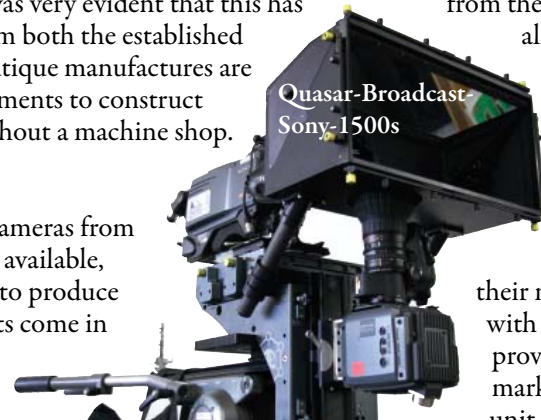 was very evident that this has
m both the established
tique manufactures are
ments to construct
hout a machine shop.
ameras from
available,
to produce
ts come in
Quasar-Broadcast-
Sony-1500s
from the
al
their
with
prov
mark
unit